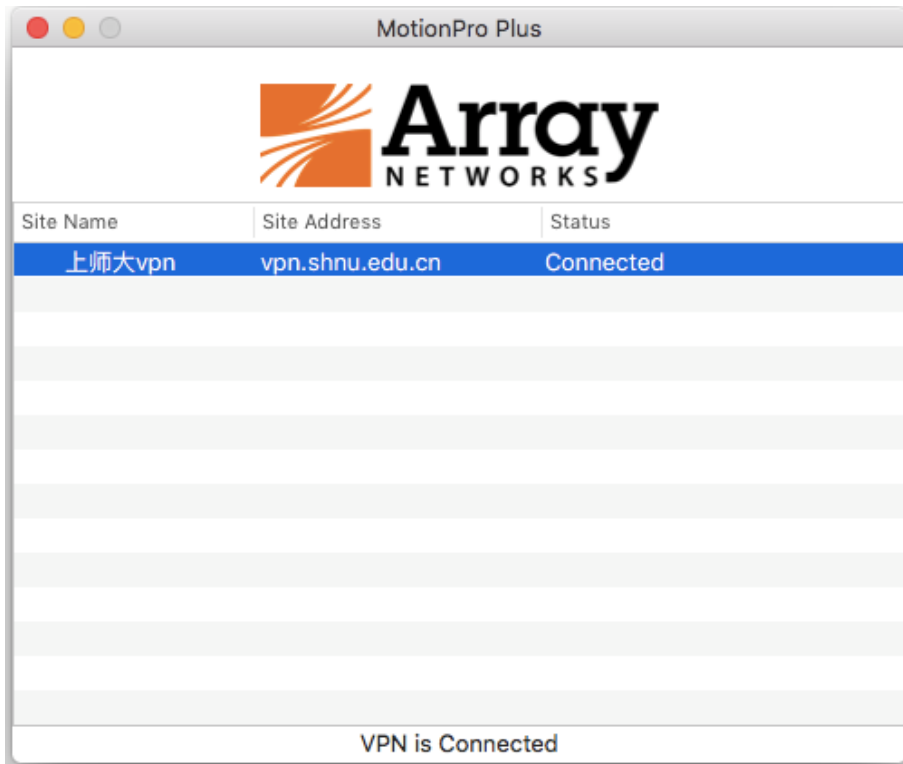 MotionPro Plus
Array
NETWORKS
Site Name Site Address Status
上师大vpn vpn.shnu.edu.cn Connected
VPN is Connected